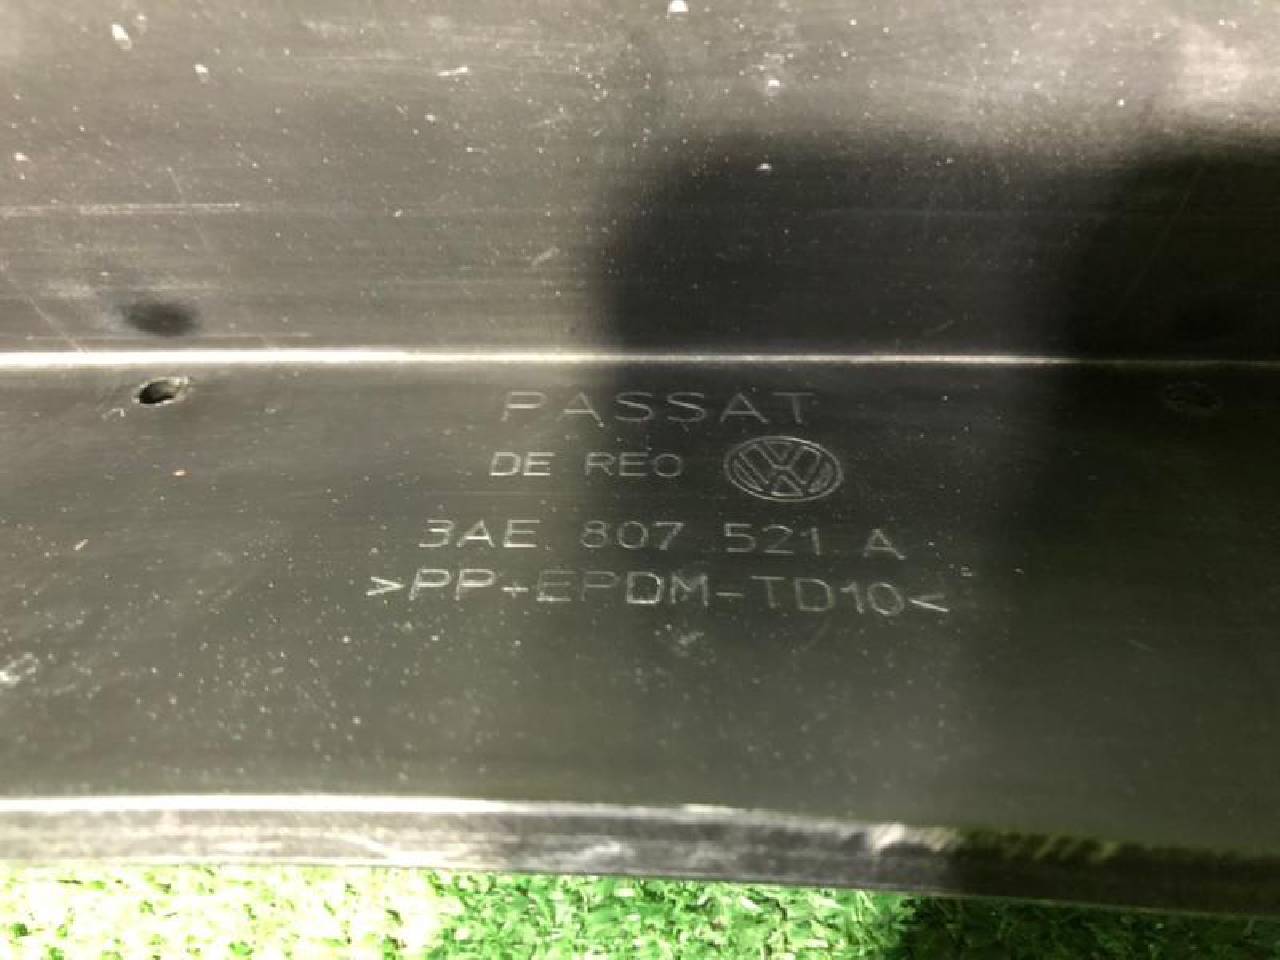 PASSAT
DE REO
3AE 807 521 A
>PP-EPDM-TD10<